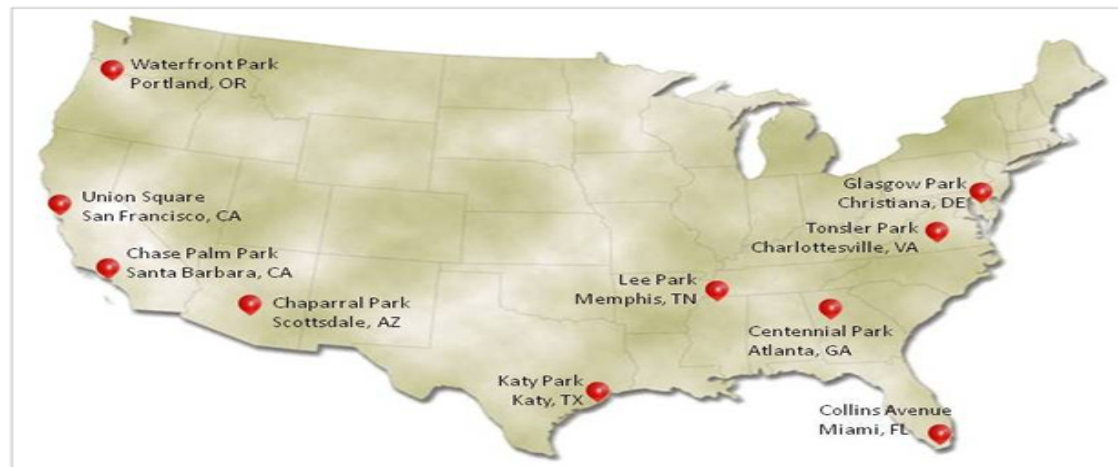 Waterfront Park
Portland, OR
Union Square
San Francisco, CA
Chase Palm Park
Santa Barbara, CA
Chaparral Park
Scottsdale, AZ
Glasgow Park
Christiana, DE
Tonsler Park
Charlottesville, VA
Lee Park
Memphis, TN
Centennial Park
Atlanta, GA
Katy Park
Katy, TX
Collins Avenue
Miami, FL